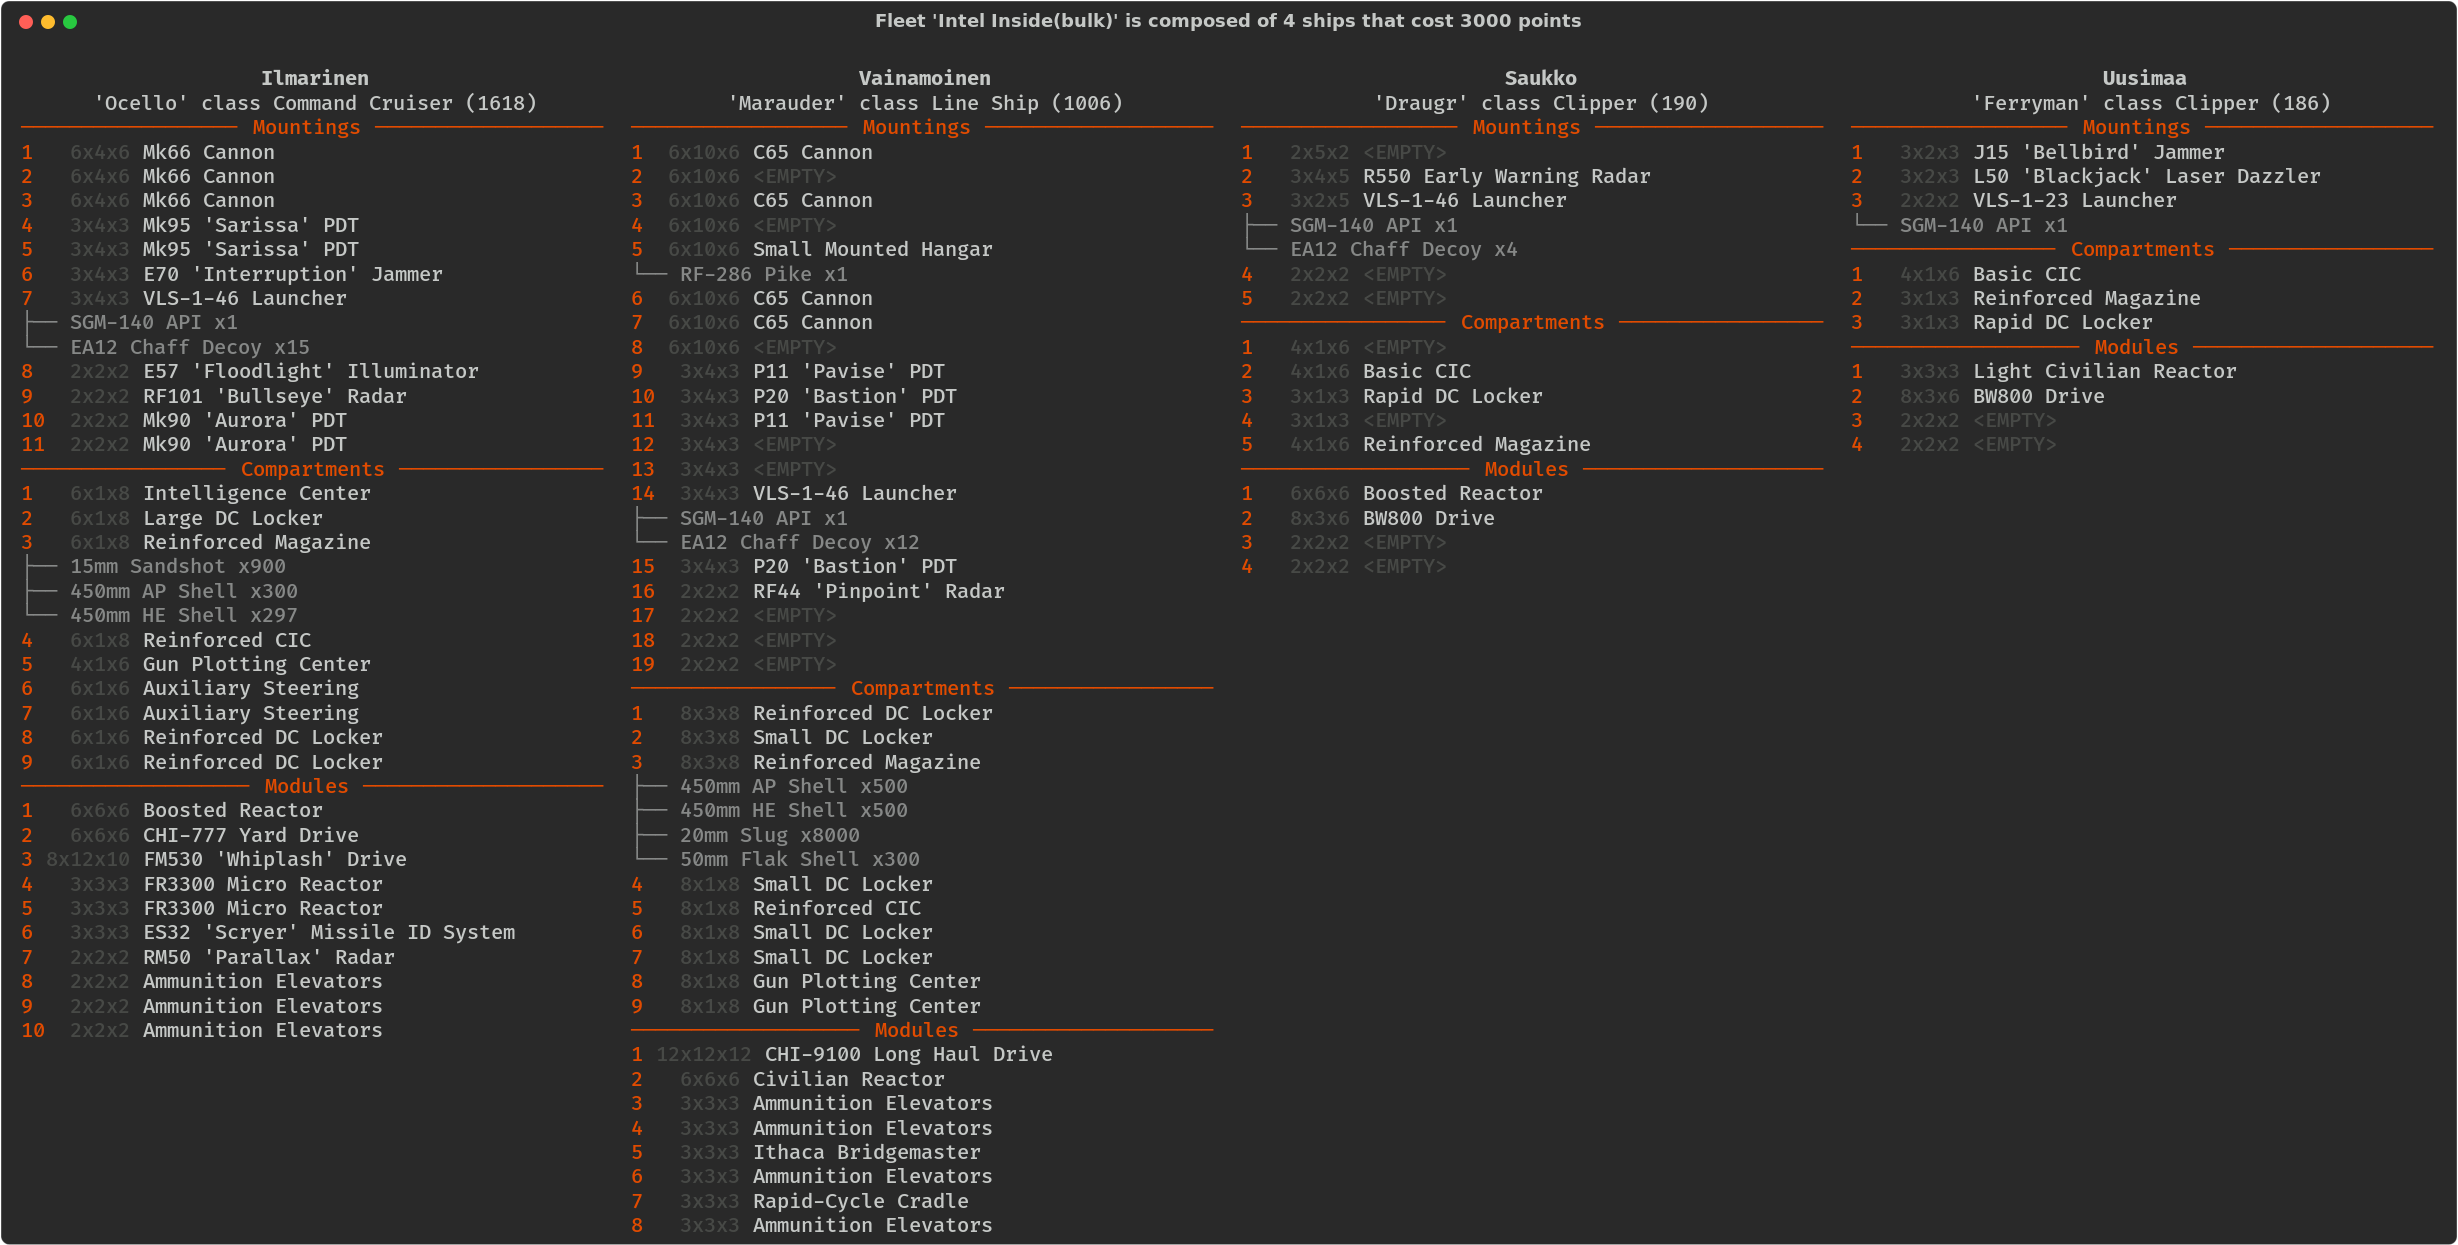 Fleet 'Intel Inside(bulk)' is composed of 4 ships that cost 3000 points
Ilmarinen
'Ocello' class Command Cruiser (1618)
Mountings
1 6x4x6 Mk66 Cannon
2 6x4x6 Mk66 Cannon
3 6x4x6 Mk66 Cannon
4 3x4x3 Mk95 'Sarissa' PDT
5 3x4x3 Mk95 'Sarissa' PDT
6 3x4x3 E70 'Interruption' Jammer
7 3x4x3 VLS-1-46 Launcher
SGM-140 API x1
EA12 Chaff Decoy x15
8 2x2x2 E57 'Floodlight' Illuminator
9 2x2x2 RF101 'Bullseye' Radar
10 2x2x2 Mk90 'Aurora' PDT
11 2x2x2 Mk90 'Aurora' PDT
Compartments
1 6x1x8 Intelligence Center
2 6x1x8 Large DC Locker
3 6x1x8 Reinforced Magazine
15mm Sandshot x900
450mm AP Shell x300
450mm HE Shell x297
4 6x1x8 Reinforced CIC
5 4x1x6 Gun Plotting Center
6 6x1x6 Auxiliary Steering
7 6x1x6 Auxiliary Steering
8 6x1x6 Reinforced DC Locker
9 6x1x6 Reinforced DC Locker
Modules
1 6x6x6 Boosted Reactor
2 6x6x6 CHI-777 Yard Drive
3 8x12x10 FM530 'Whiplash' Drive
4 3x3x3 FR3300 Micro Reactor
5 3x3x3 FR3300 Micro Reactor
6 3x3x3 ES32 'Scryer' Missile ID System
7 2x2x2 RM50 'Parallax' Radar
8 2x2x2 Ammunition Elevators
9 2x2x2 Ammunition Elevators
10 2x2x2 Ammunition Elevators
Vainamoinen
'Marauder' class Line Ship (1006)
Mountings
1 6x10x6 C65 Cannon
2 6x10x6 <EMPTY>
3 6x10x6 C65 Cannon
4 6x10x6 <EMPTY>
5 6x10x6 Small Mounted Hangar
RF-286 Pike x1
6 6x10x6 C65 Cannon
7 6x10x6 C65 Cannon
8 6x10x6 <EMPTY>
9 3x4x3 P11 'Pavise' PDT
10 3x4x3 P20 'Bastion' PDT
11 3x4x3 P11 'Pavise' PDT
12 3x4x3 <EMPTY>
13 3x4x3 <EMPTY>
14 3x4x3 VLS-1-46 Launcher
SGM-140 API x1
EA12 Chaff Decoy x12
15 3x4x3 P20 'Bastion' PDT
16 2x2x2 RF44 'Pinpoint' Radar
17 2x2x2 <EMPTY>
18 2x2x2 <EMPTY>
19 2x2x2 <EMPTY>
Compartments
1 8x3x8 Reinforced DC Locker
2 8x3x8 Small DC Locker
3 8x3x8 Reinforced Magazine
450mm AP Shell x500
450mm HE Shell x500
20mm Slug x8000
50mm Flak Shell x300
4 8x1x8 Small DC Locker
5 8x1x8 Reinforced CIC
6 8x1x8 Small DC Locker
7 8x1x8 Small DC Locker
8 8x1x8 Gun Plotting Center
9 8x1x8 Gun Plotting Center
Modules
1 12x12x12 CHI-9100 Long Haul Drive
2 6x6x6 Civilian Reactor
3 3x3x3 Ammunition Elevators
4 3x3x3 Ammunition Elevators
5 3x3x3 Ithaca Bridgemaster
6 3x3x3 Ammunition Elevators
7 3x3x3 Rapid-Cycle Cradle
8 3x3x3 Ammunition Elevators
Saukko
'Draugr' class Clipper (190)
Mountings
1 2x5x2 <EMPTY>
2 3x4x5 R550 Early Warning Radar
3 3x2x5 VLS-1-46 Launcher
SGM-140 API x1
EA12 Chaff Decoy x4
4 2x2x2 <EMPTY>
5 2x2x2 <EMPTY>
Compartments
1 4x1x6 <EMPTY>
2 4x1x6 Basic CIC
3 3x1x3 Rapid DC Locker
4 3x1x3 <EMPTY>
5 4x1x6 Reinforced Magazine
Modules
1 6x6x6 Boosted Reactor
2 8x3x6 BW800 Drive
3 2x2x2 <EMPTY>
4 2x2x2 <EMPTY>
Uusimaa
'Ferryman' class Clipper (186)
Mountings
1 3x2x3 J15 'Bellbird' Jammer
2 3x2x3 L50 'Blackjack' Laser Dazzler
3 2x2x2 VLS-1-23 Launcher
SGM-140 API x1
Compartments
1 4x1x6 Basic CIC
2 3x1x3 Reinforced Magazine
3 3x1x3 Rapid DC Locker
Modules
1 3x3x3 Light Civilian Reactor
2 8x3x6 BW800 Drive
3 2x2x2 <EMPTY>
4 2x2x2 <EMPTY>